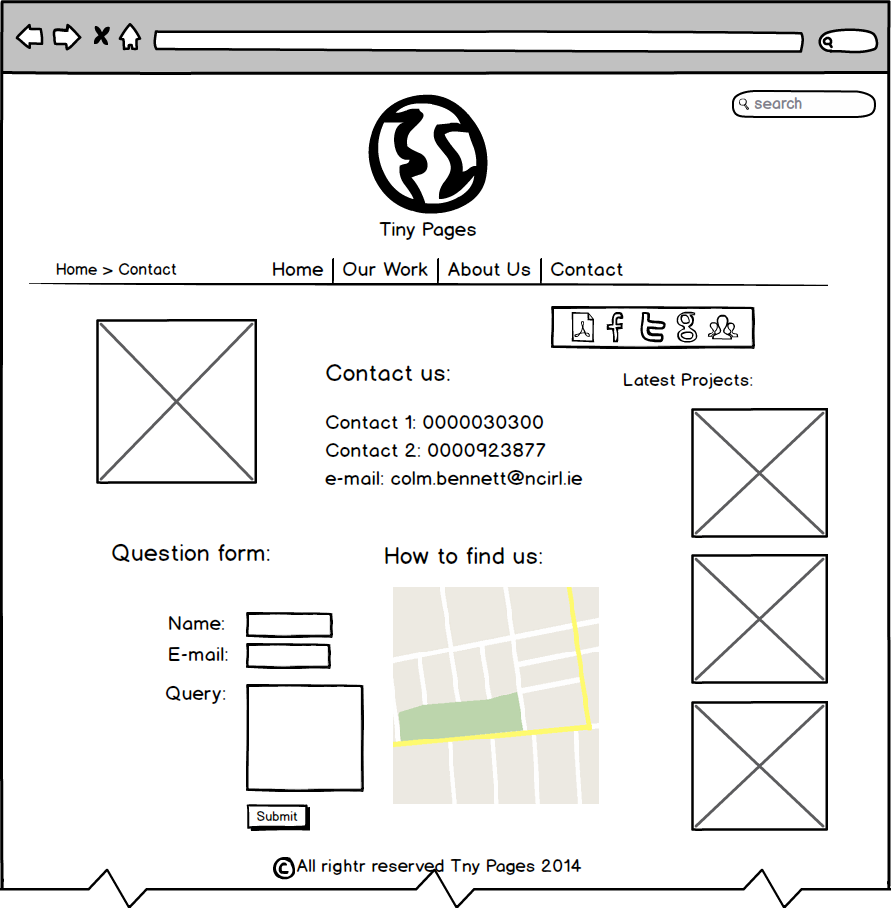 search
Tiny Pages
Home > Contact
Home
Our Work
About Us
Contact
Contact us:
Latest Projects:
Contact 1: 0000030300
Contact 2: 0000923877
e-mail: colm.bennett@ncirl.ie
Question form:
How to find us:
Name:
E-mail:
Query:
Submit
©All rightr reserved Tny Pages 2014